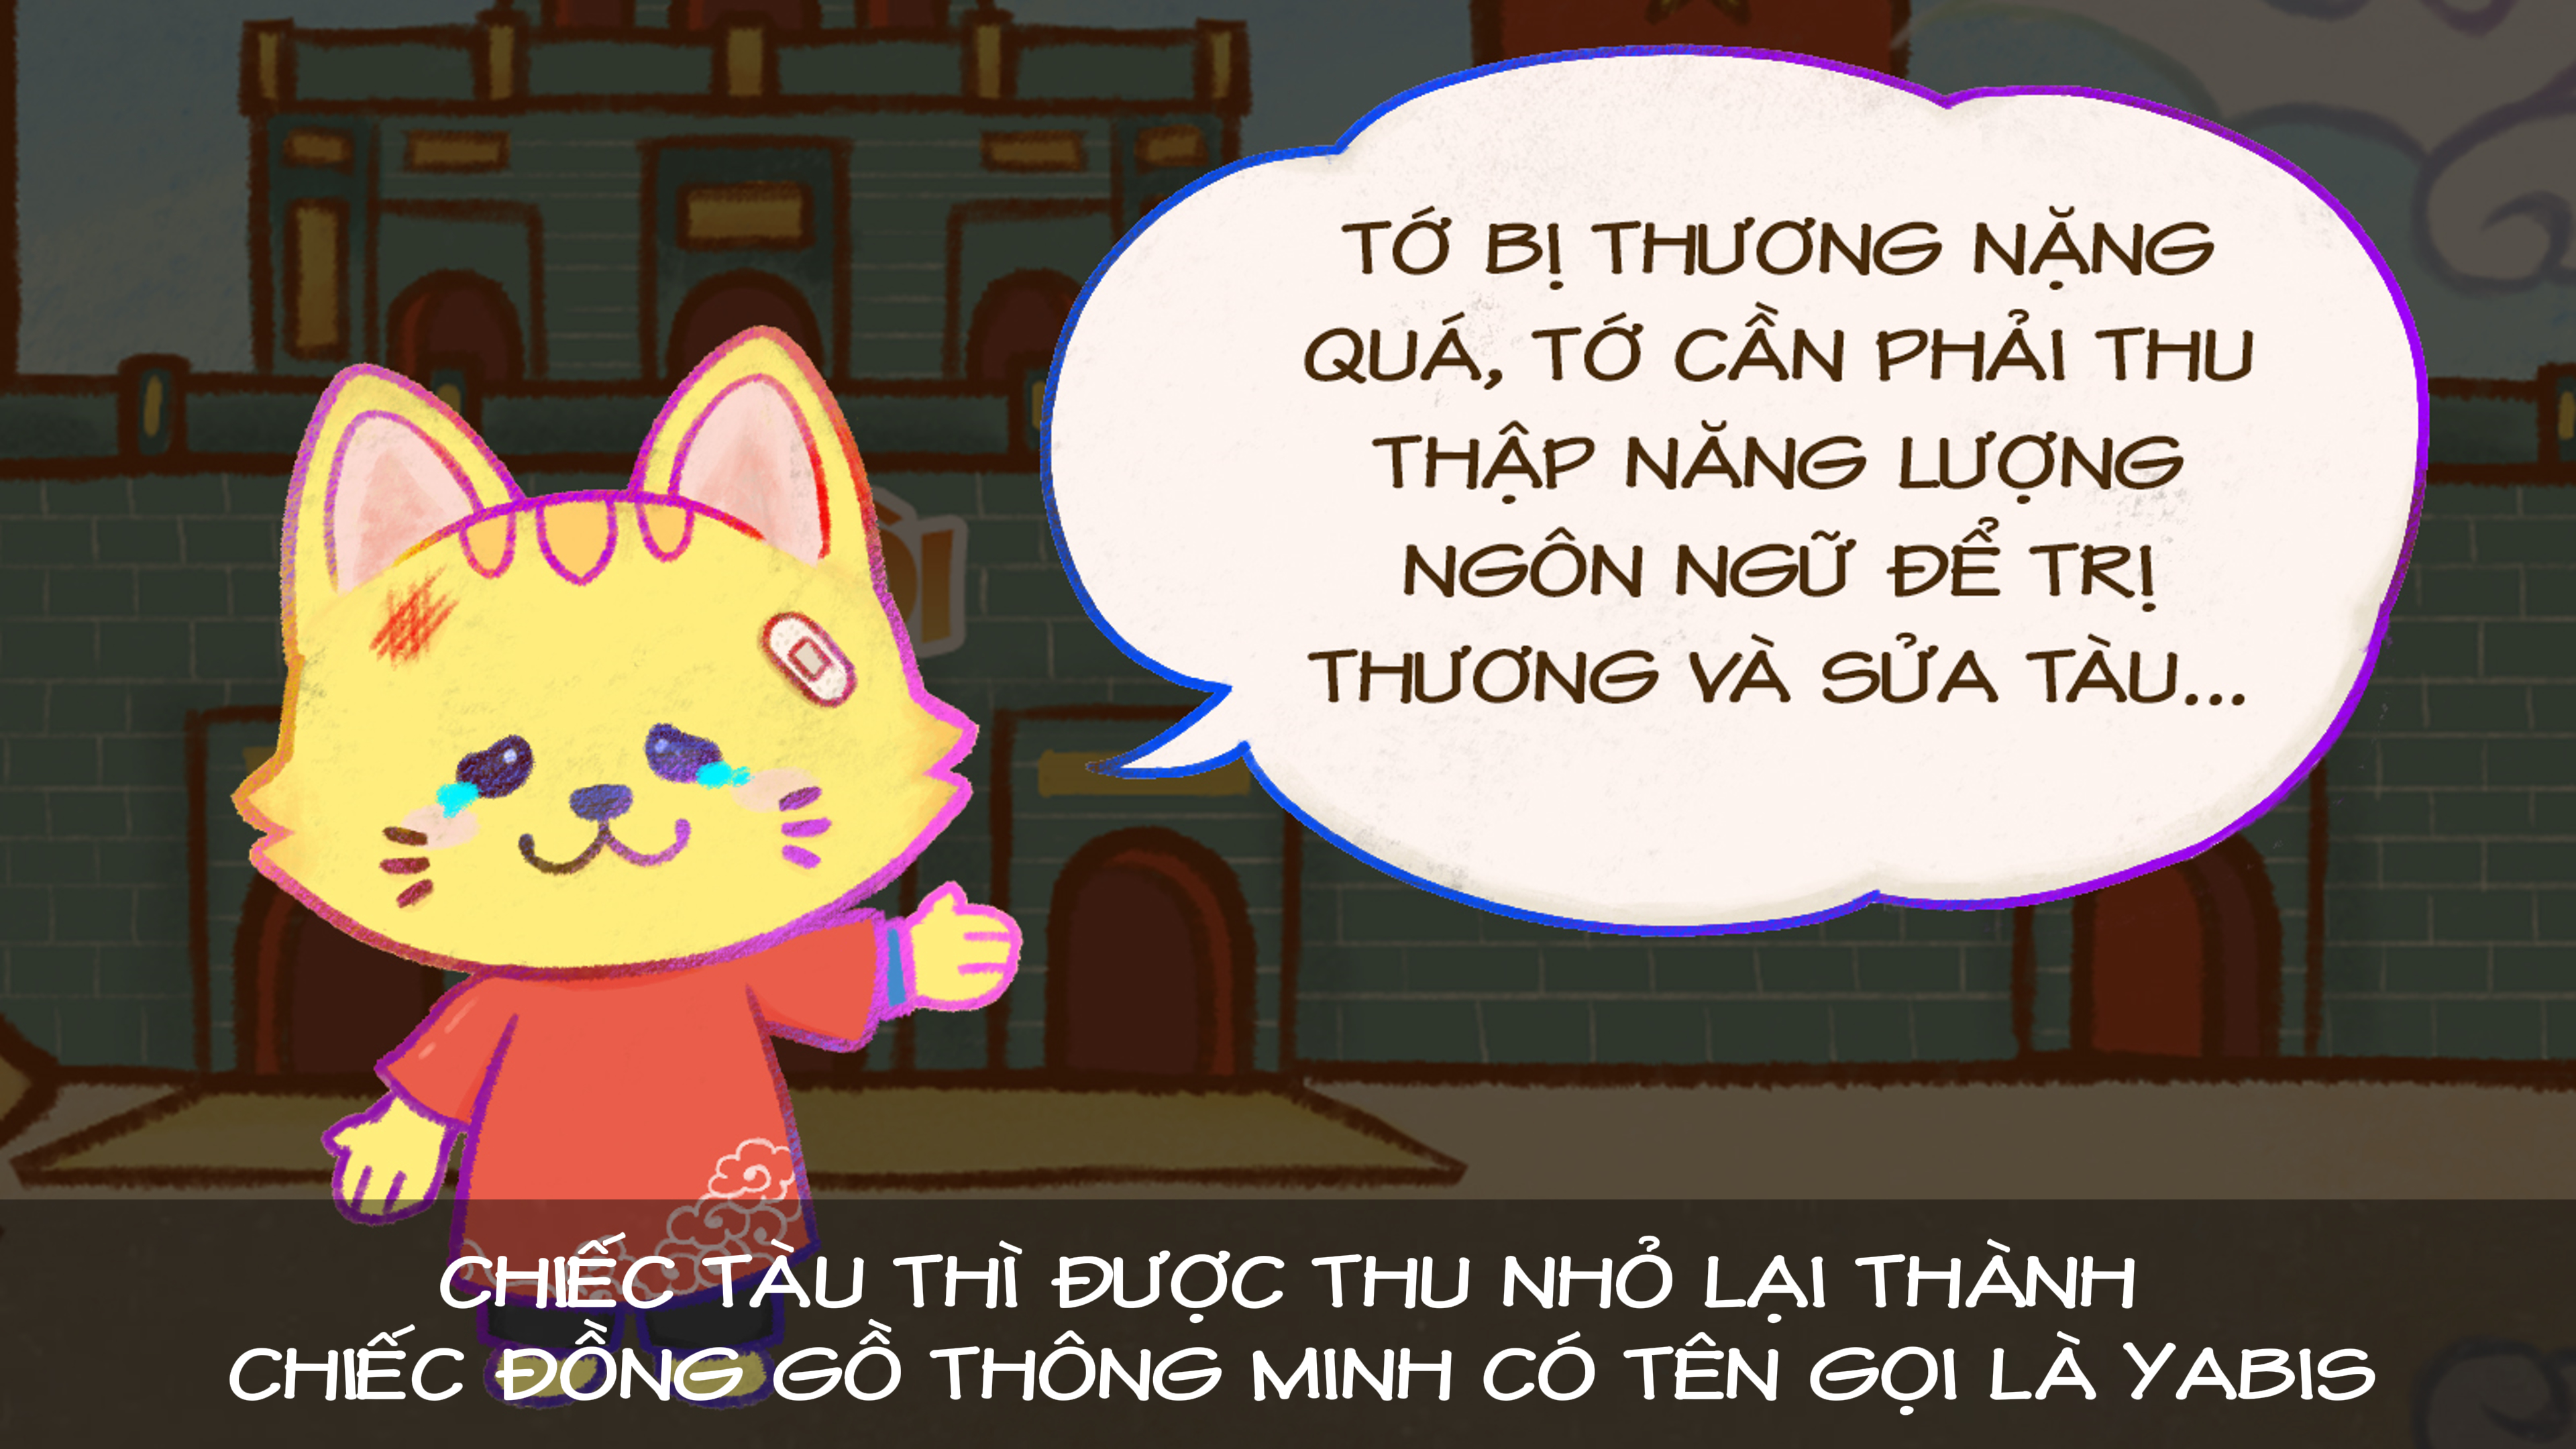 TỚ BỊ THƯƠNG NẶNG
QUÁ, TỚ CẦN PHẢI THU
THẬP NĂNG LƯỢNG
NGÔN NGỮ ĐỂ TRỊ
THƯƠNG VÀ SỬA TÀU...
CHIẾC TÀU THÌ ĐƯỢC THU NHỎ LẠI THÀNH
CHIẾC ĐỒNG GỒ THÔNG MINH CÓ TÊN GỌI LÀ YABIS